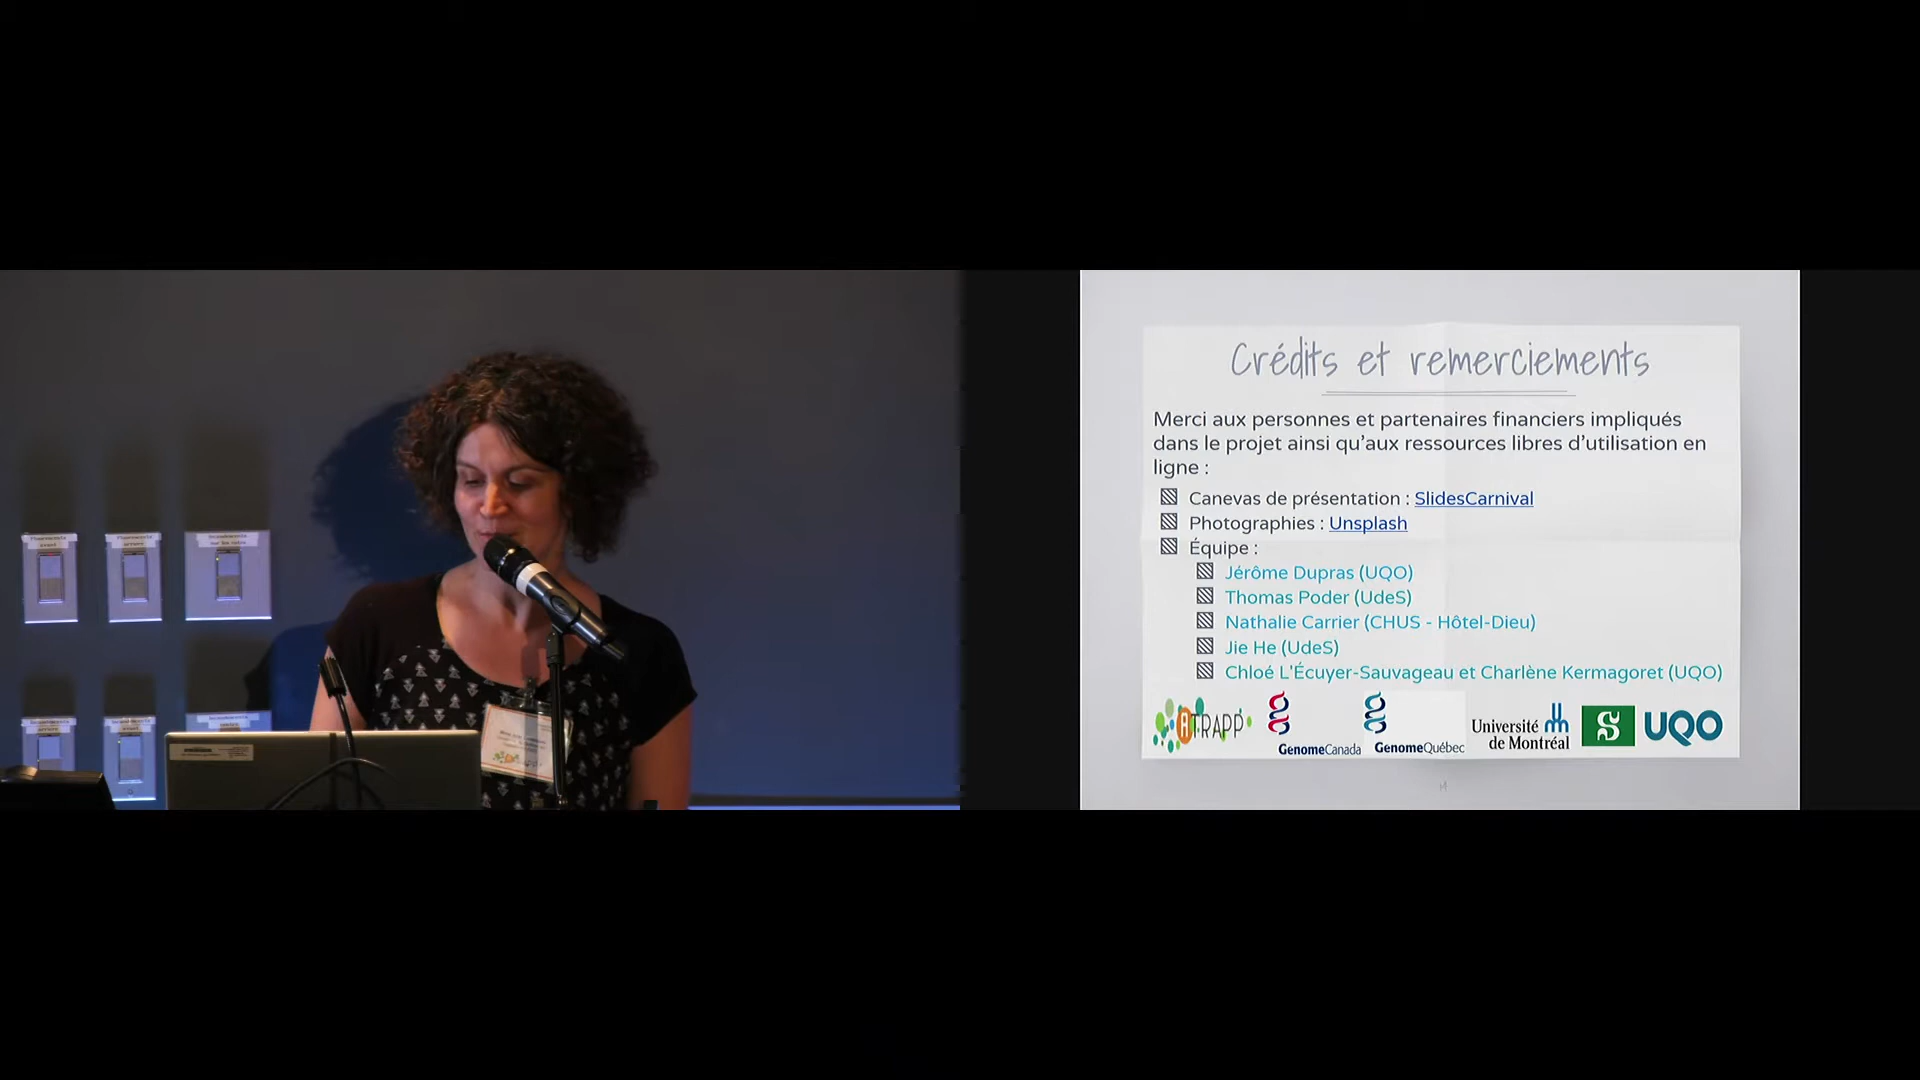 Crédits et remerciements
Merci aux personnes et partenaires financiers impliqués
dans le projet ainsi qu'aux ressources libres d'utilisation en
ligne :
Canevas de présentation : SlidesCarnival
Photographies : Unsplash
Équipe :
Jérôme Dupras (UQO)
Thomas Poder (UdeS)
Nathalie Carrier (CHUS - Hôtel-Dieu)
Jie He (UdeS)
Chloé L'Écuyer-Sauvageau et Charlène Kermagoret (UQO)
ATRAPP
GenomeCanada
GenomeQuébec
Université
de Montréal
S
UQO
14